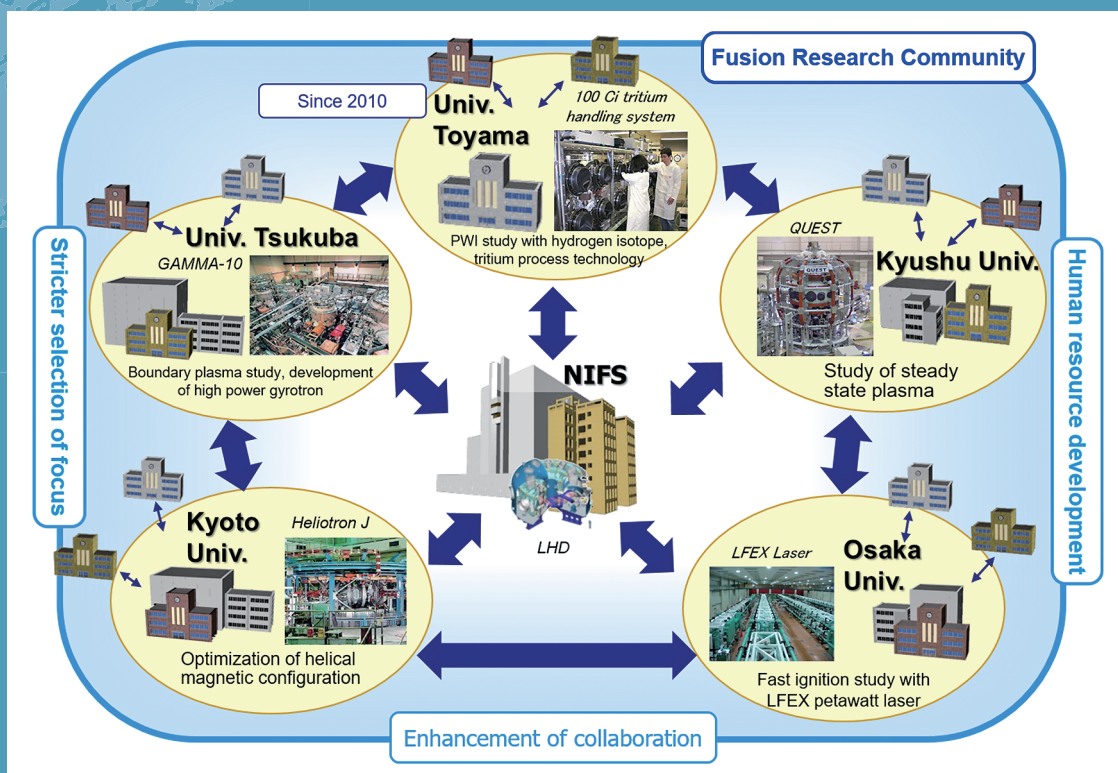 Fusion Research Community
Since 2010
Univ.
Toyama
100 Ci tritium
handling system
PWI study with hydrogen isotope,
tritium process technology
Univ. Tsukuba
GAMMA-10
Boundary plasma study, development
of high power gyrotron
QUEST
QUEST
Kyushu Univ.
Study of steady
state plasma
NIFS
LHD
Kyoto
Univ.
Heliotron J
Optimization of helical
magnetic configuration
LFEX Laser
Osaka
Univ.
Fast ignition study with
LFEX petawatt laser
Stricter selection of focus
Human resource development
Enhancement of collaboration